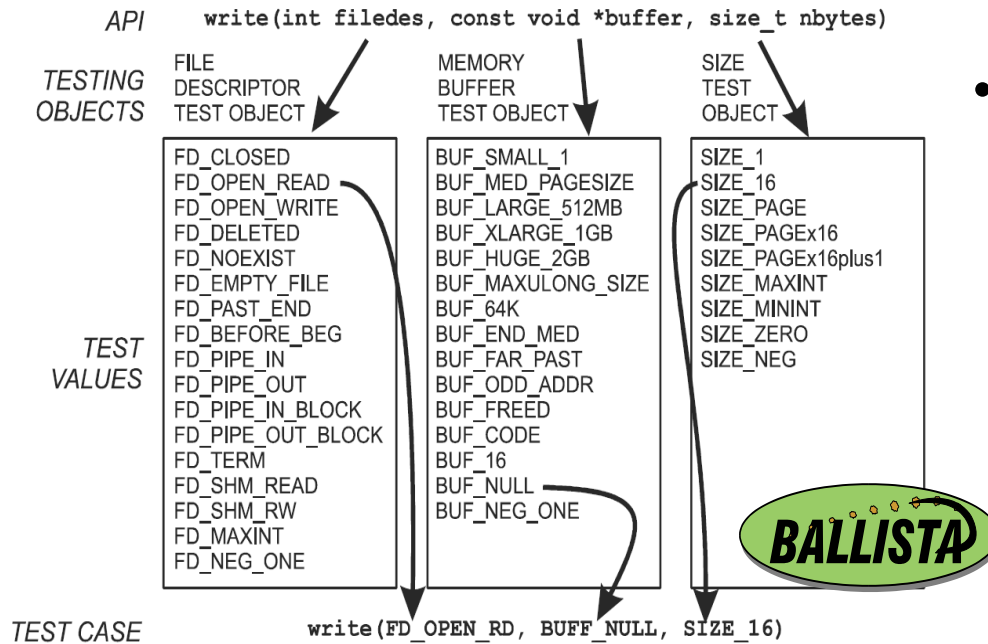 API write(int filedes, const void *buffer, size_t nbytes)
TESTING
OBJECTS
FILE
DESCRIPTOR
TEST OBJECT
MEMORY
BUFFER
TEST OBJECT
SIZE
TEST
OBJECT
•
TEST
VALUES
FD_CLOSED
FD_OPEN_READ
FD_OPEN_WRITE
FD_DELETED
FD_NOEXIST
FD_EMPTY_FILE
FD_PAST_END
FD_BEFORE_BEG
FD_PIPE_IN
FD_PIPE_OUT
FD_PIPE_IN_BLOCK
FD_PIPE_OUT_BLOCK
FD_TERM
FD_SHM_READ
FD_SHM_RW
FD_MAXINT
FD_NEG_ONE
BUF_SMALL_1
BUF_MED_PAGESIZE
BUF_LARGE_512MB
BUF_XLARGE_1GB
BUF_HUGE_2GB
BUF_MAXULONG_SIZE
BUF_64K
BUF_END_MED
BUF_FAR_PAST
BUF_ODD_ADDR
BUF_FREED
BUF_CODE
BUF_16
BUF_NULL
BUF_NEG_ONE
SIZE_1
SIZE_16
SIZE_PAGE
SIZE_PAGEx16
SIZE_PAGEx16plus1
SIZE_MAXINT
SIZE_MININT
SIZE_ZERO
SIZE_NEG
BALLISTA
TEST CASE write(FD_OPEN_RD, BUFF_NULL, SIZE_16)